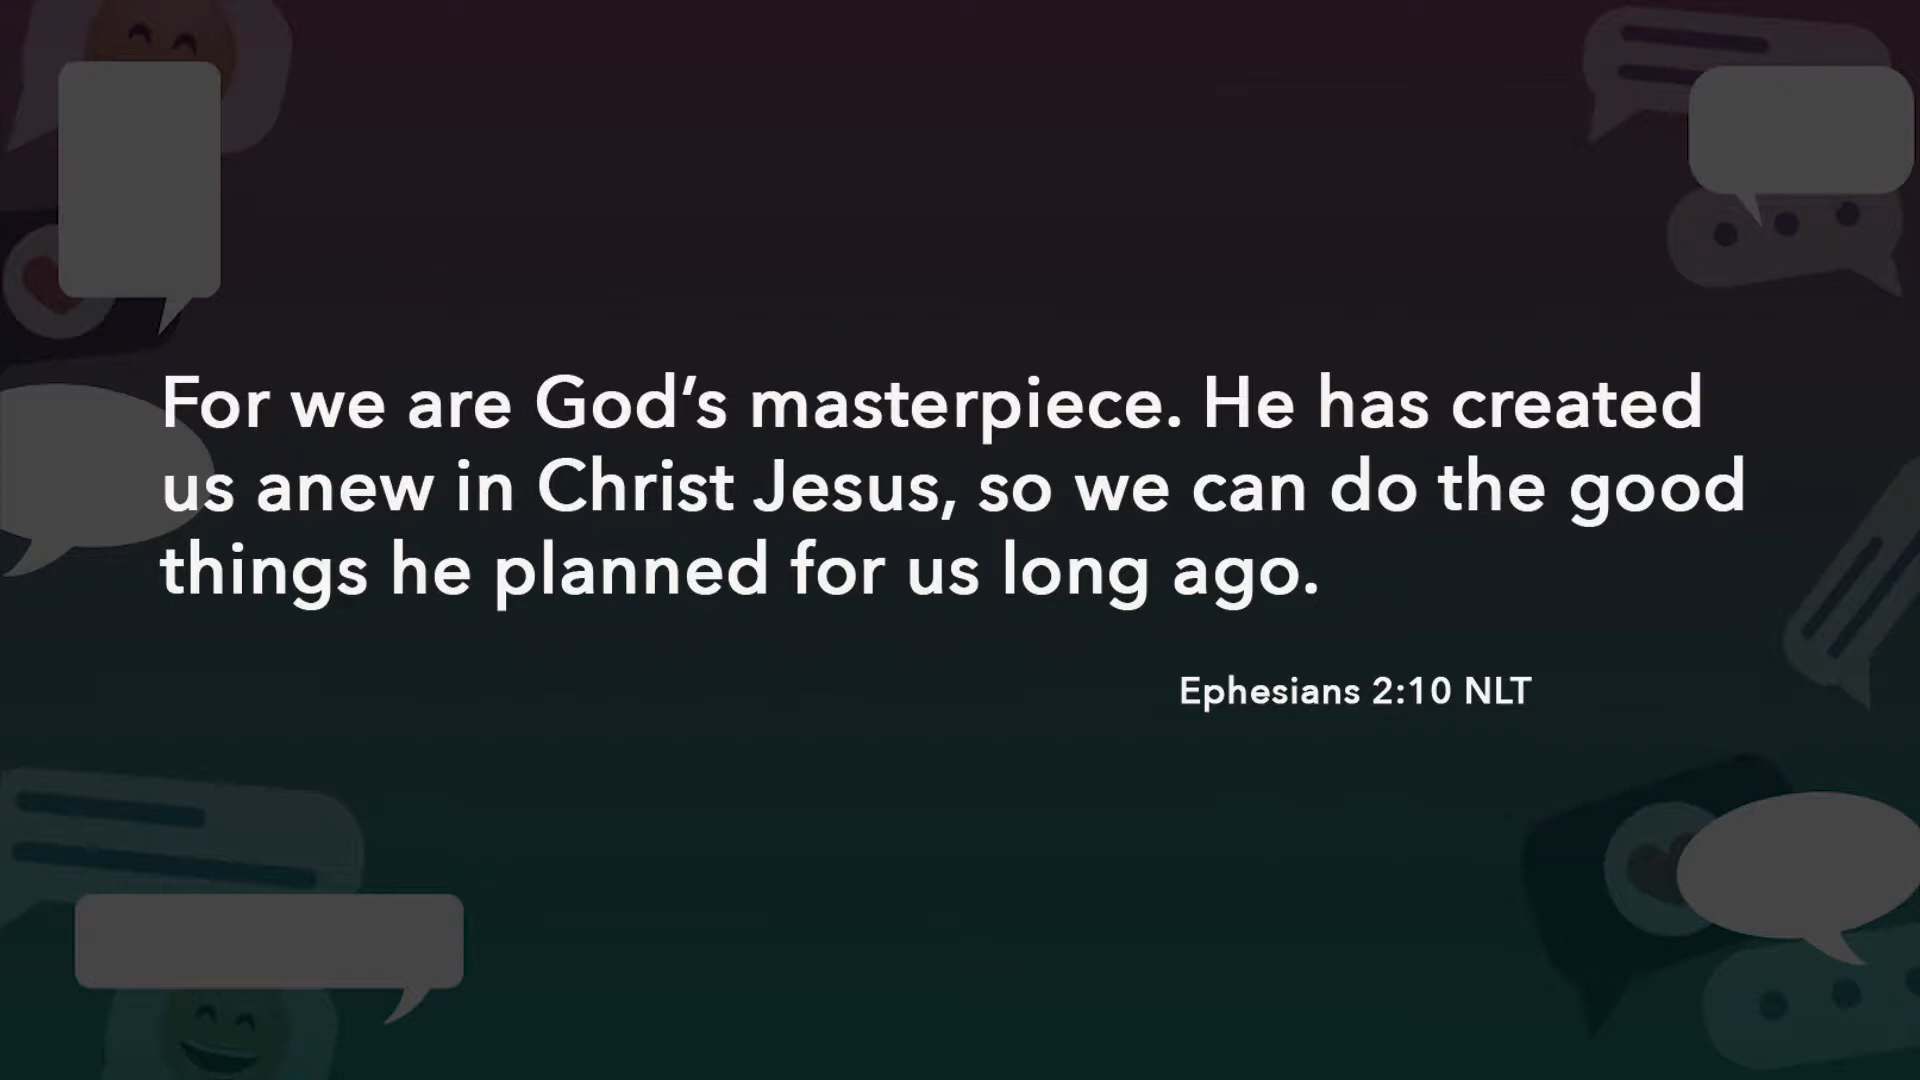 For we are God’s masterpiece. He has created
us anew in Christ Jesus, so we can do the good
things he planned for us long ago.
Ephesians 2:10 NLT